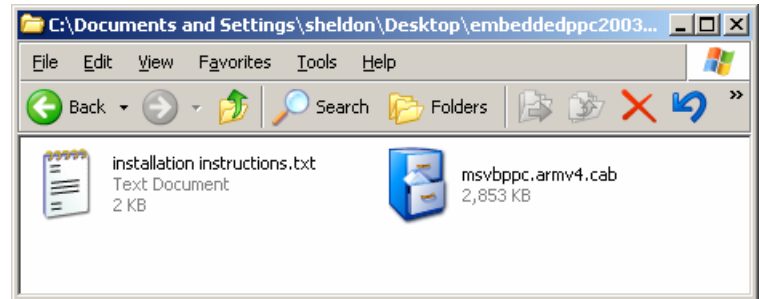 C:\Documents and Settings\sheldon\Desktop\embeddedppc2003...
File Edit View Favorites Tools Help
Back Search Folders »
installation instructions.txt
Text Document
2 KB
msvbppc.armv4.cab
2,853 KB